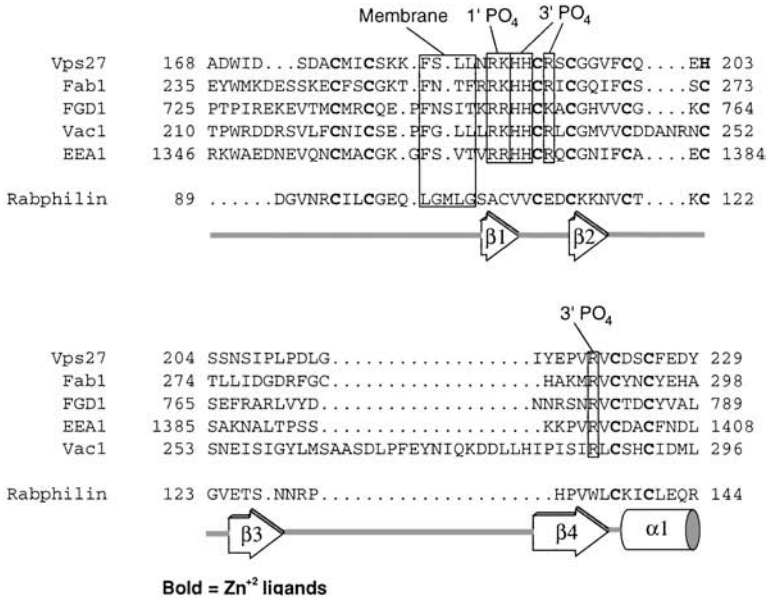 Membrane 1' PO4 3' PO4
Vps27 168 ADWID...SDACMICSKK.FS.LLNRKHHCRSCGGVFCQ....EH 203
Fab1 235 EYWMKDESSKECFSCGKT.FN.TFRRKHHCRICGQIFCS....SC 273
FGD1 725 PTPIREKEVTMCMRCQE.PFNSITKRRHHCKACGHVVCG....KC 764
Vac1 210 TPWRDDRSVLFCNICSE.PFG.LLLRKHHCRLCGMVVCDDANRNC 252
EEA1 1346 RKWAEDNEVQNCMACGK.GFS.VTVRRHHCRQCGNIFCA....EC 1384
Rabphilin 89 ......DGVNRCILCGEQ.LGMLGSACVVCEDCKKNVCT....KC 122
β1 β2
3' PO4
Vps27 204 SSNSIPLPDLG..................IYEPVRVCDSCFEDY 229
Fab1 274 TLLIDGDRFGC...................HAKMRVCYNCYEHA 298
FGD1 765 SEFRARLVYD...................NNRSNRVCTDCYVAL 789
EEA1 1385 SAKNALTPSS....................KKPVRVCDACFNDL 1408
Vac1 253 SNEISIGYLMSAASDLPFEYNIQKDDLLHIPISIRLCSHCIDML 296
Rabphilin 123 GVETS.NNRP....................HPVWLCKICLEQR 144
β3 β4 α1
Bold = Zn+2 ligands